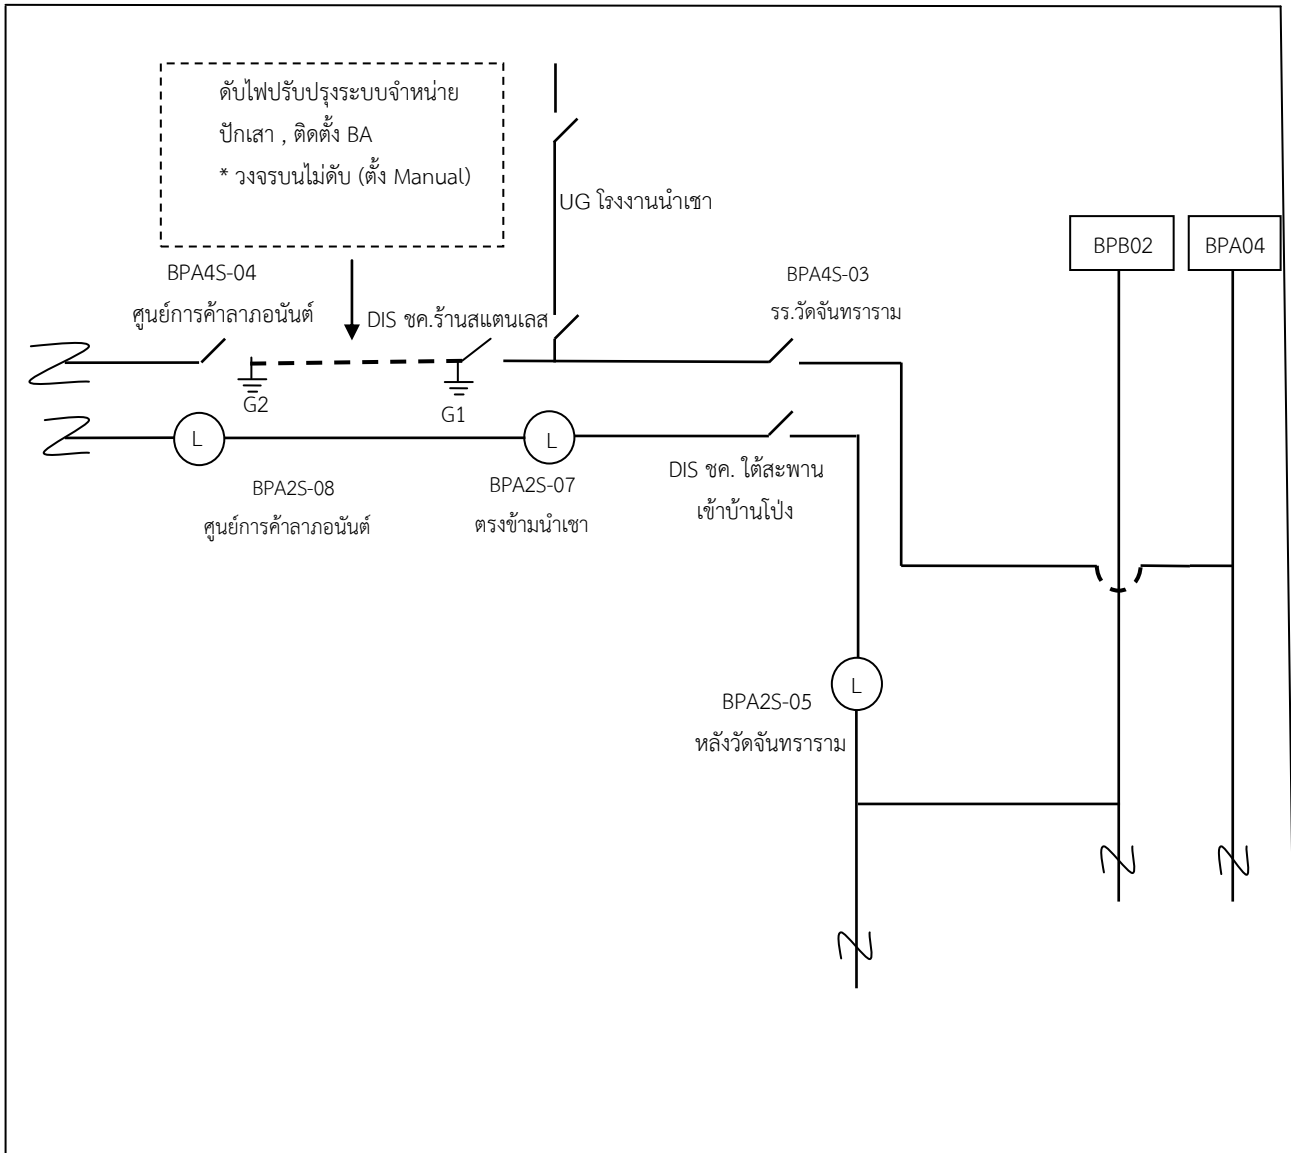 ดับไฟปรับปรุงระบบจำหน่าย
ปักเสา , ติดตั้ง BA
* วงจรบนไม่ดับ (ตั้ง Manual)
UG โรงงานนำเชา
BPB02
BPA04
BPA4S-04
ศูนย์การค้าลาภอนันต์
DIS ชค.ร้านสแตนเลส
BPA4S-03
รร.วัดจันทราราม
G2
G1
L
L
BPA2S-08
ศูนย์การค้าลาภอนันต์
BPA2S-07
ตรงข้ามนำเชา
DIS ชค. ใต้สะพาน
เข้าบ้านโป่ง
L
BPA2S-05
หลังวัดจันทราราม